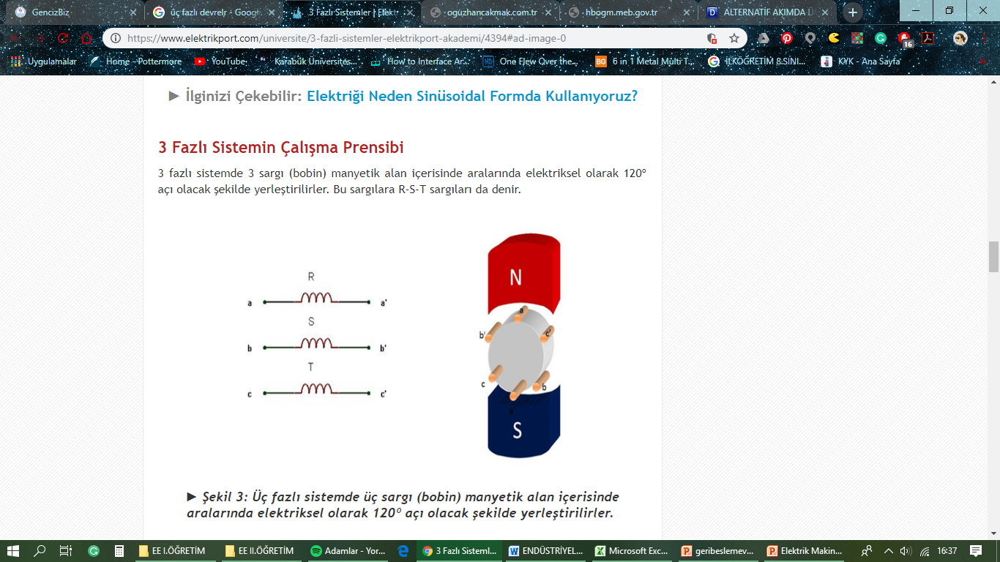 GencizBiz
üç fazlı devrelr - Googl
3 Fazlı Sistemler | Elekt
oguzhancakmak.com.tr
hbogm.meb.gov.tr
ALTERNATİF AKIMDA Ü
https://www.elektrikport.com/universite/3-fazli-sistemler-elektrikport-akademi/4394#ad-image-0
16
Uygulamalar
Home - Pottermore
YouTube
Karabük Üniversites...
How to Interface Ar...
One Flew Over the...
BG 6 in 1 Metal Multi T...
İLKÖĞRETİM 8.SINI...
KYK - Ana Sayfa
► İlginizi Çekebilir: Elektriği Neden Sinüsoidal Formda Kullanıyoruz?
3 Fazlı Sistemin Çalışma Prensibi
3 fazlı sistemde 3 sargı (bobin) manyetik alan içerisinde aralarında elektriksel olarak 120º
açı olacak şekilde yerleştirilirler. Bu sargılara R-S-T sargıları da denir.
R
a a'
S
b b'
T
c c'
N
a
b' c'
c b
a'
S
► Şekil 3: Üç fazlı sistemde üç sargı (bobin) manyetik alan içerisinde
aralarında elektriksel olarak 120º açı olacak şekilde yerleştirilirler.
EE I.ÖĞRETİM
EE II.ÖĞRETİM
Adamlar - Yor...
3 Fazlı Sisteml...
ENDÜSTRİYEL...
Microsoft Exc...
geribeslemev...
Elektrik Makin...
16:37